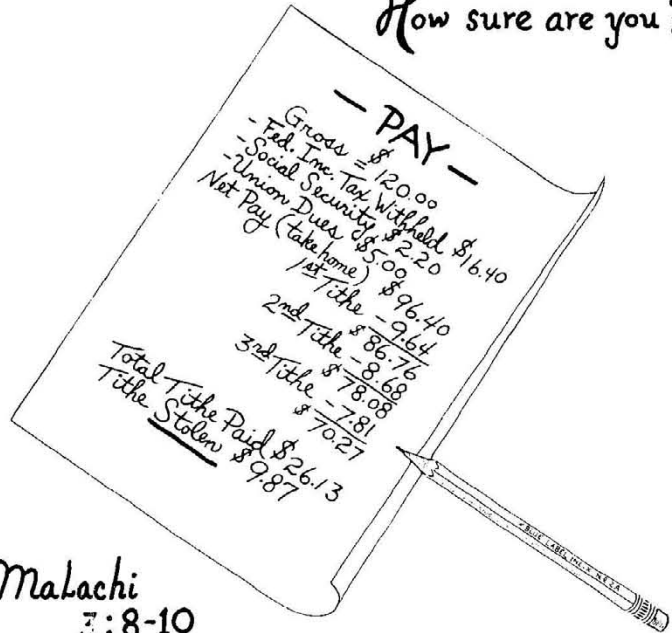 How sure are you?
— PAY —
Gross = $120.00
- Fed. Inc. Tax Withheld $16.40
- Social Security $2.20
- Union Dues $5.00
Net Pay (take home) $96.40
1st Tithe - 9.64
$86.76
2nd Tithe - 8.68
$78.08
3rd Tithe - 7.81
$70.27
Total Tithe Paid $26.13
Tithe Stolen $9.87
BLUE LABEL
Malachi
3:8-10